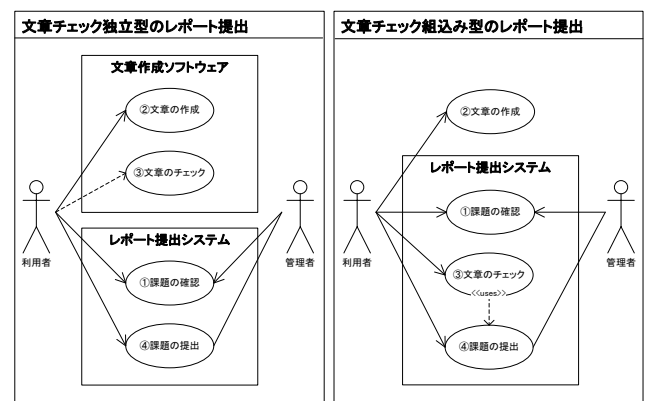 文章チェック独立型のレポート提出
文章作成ソフトウェア
②文章の作成
③文章のチェック
レポート提出システム
①課題の確認
④課題の提出
利用者
管理者
文章チェック組込み型のレポート提出
②文章の作成
レポート提出システム
①課題の確認
③文章のチェック
<<uses>>
④課題の提出
利用者
管理者